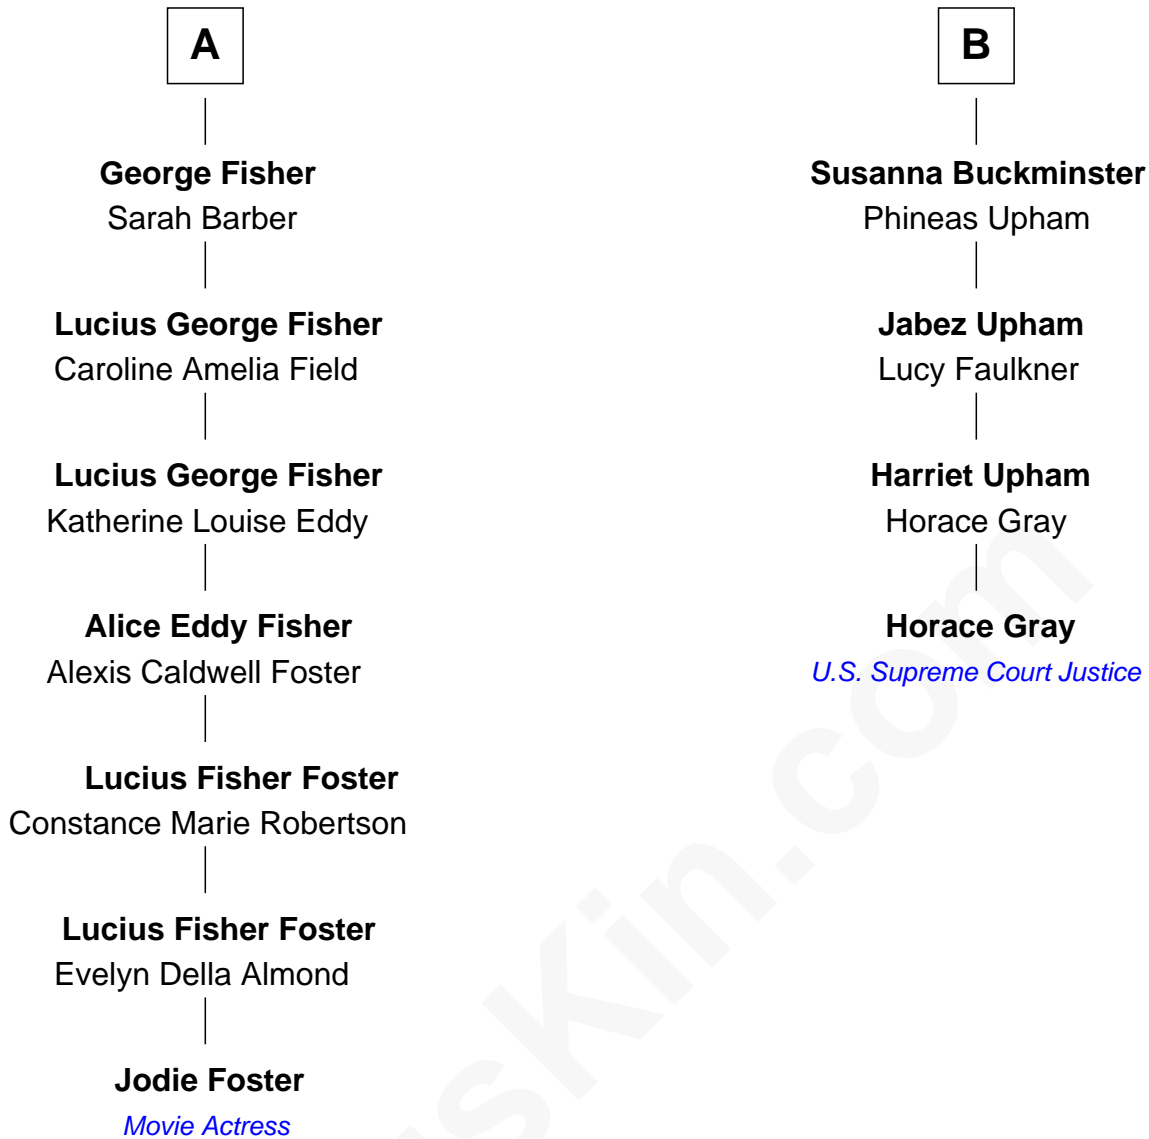 A
George Fisher
Sarah Barber
Lucius George Fisher
Caroline Amelia Field
Lucius George Fisher
Katherine Louise Eddy
Alice Eddy Fisher
Alexis Caldwell Foster
Lucius Fisher Foster
Constance Marie Robertson
Lucius Fisher Foster
Evelyn Della Almond
Jodie Foster
Movie Actress
B
Susanna Buckminster
Phineas Upham
Jabez Upham
Lucy Faulkner
Harriet Upham
Horace Gray
Horace Gray
U.S. Supreme Court Justice
sKin.com